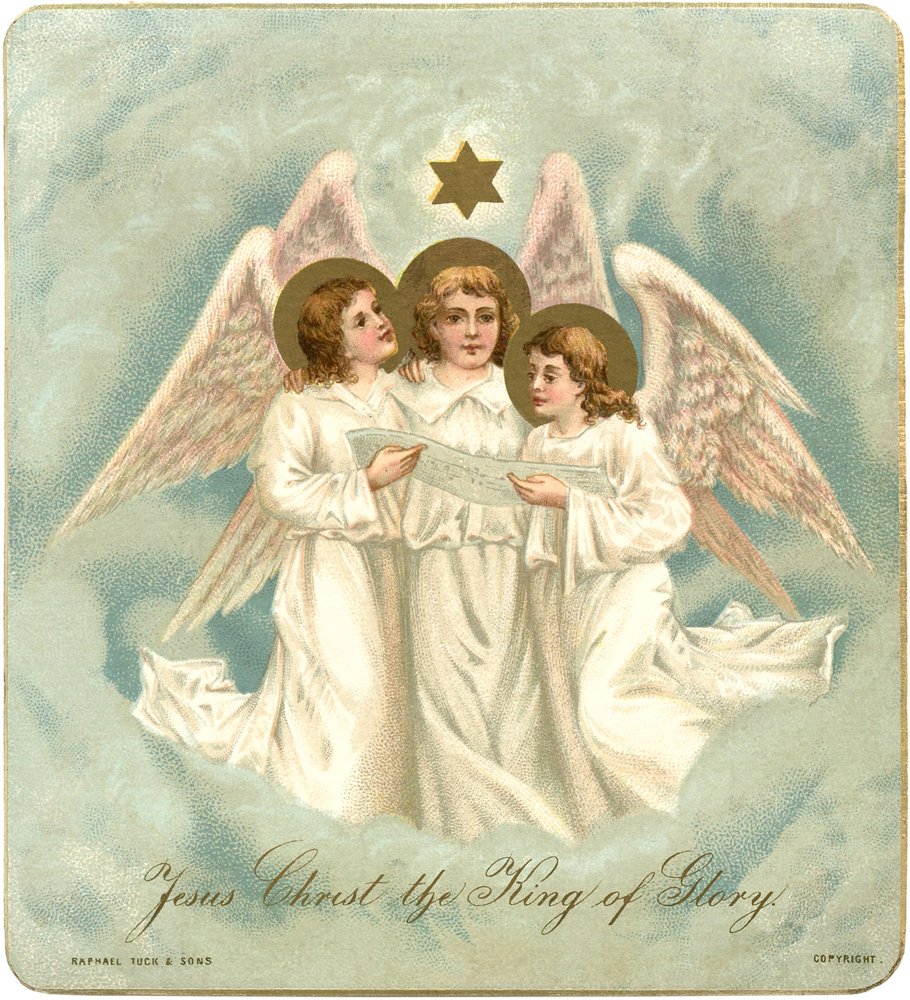 Jesus Christ the King of Glory.
RAPHAEL TUCK & SONS
COPYRIGHT.